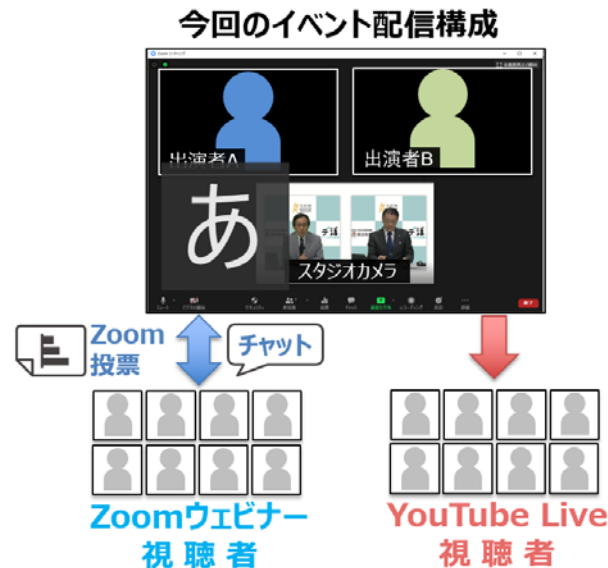 今回のイベント配信構成
出演者A
出演者B
あ
スタジオカメラ
終了
Zoom
投票
チャット
Zoomウェビナー
視聴者
YouTube Live
視聴者